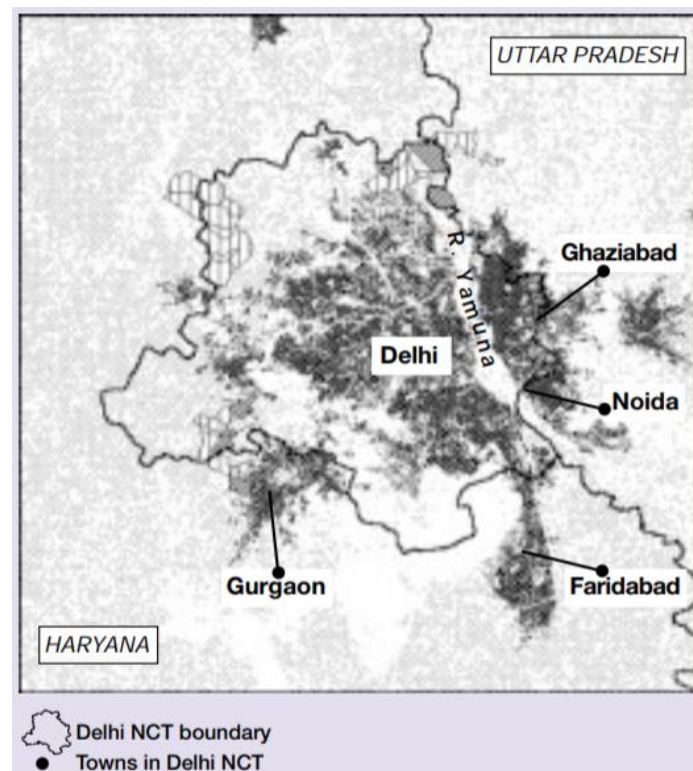 UTTAR PRADESH
R. Yamuna
Ghaziabad
Delhi
Noida
Gurgaon
Faridabad
HARYANA
Delhi NCT boundary
Towns in Delhi NCT